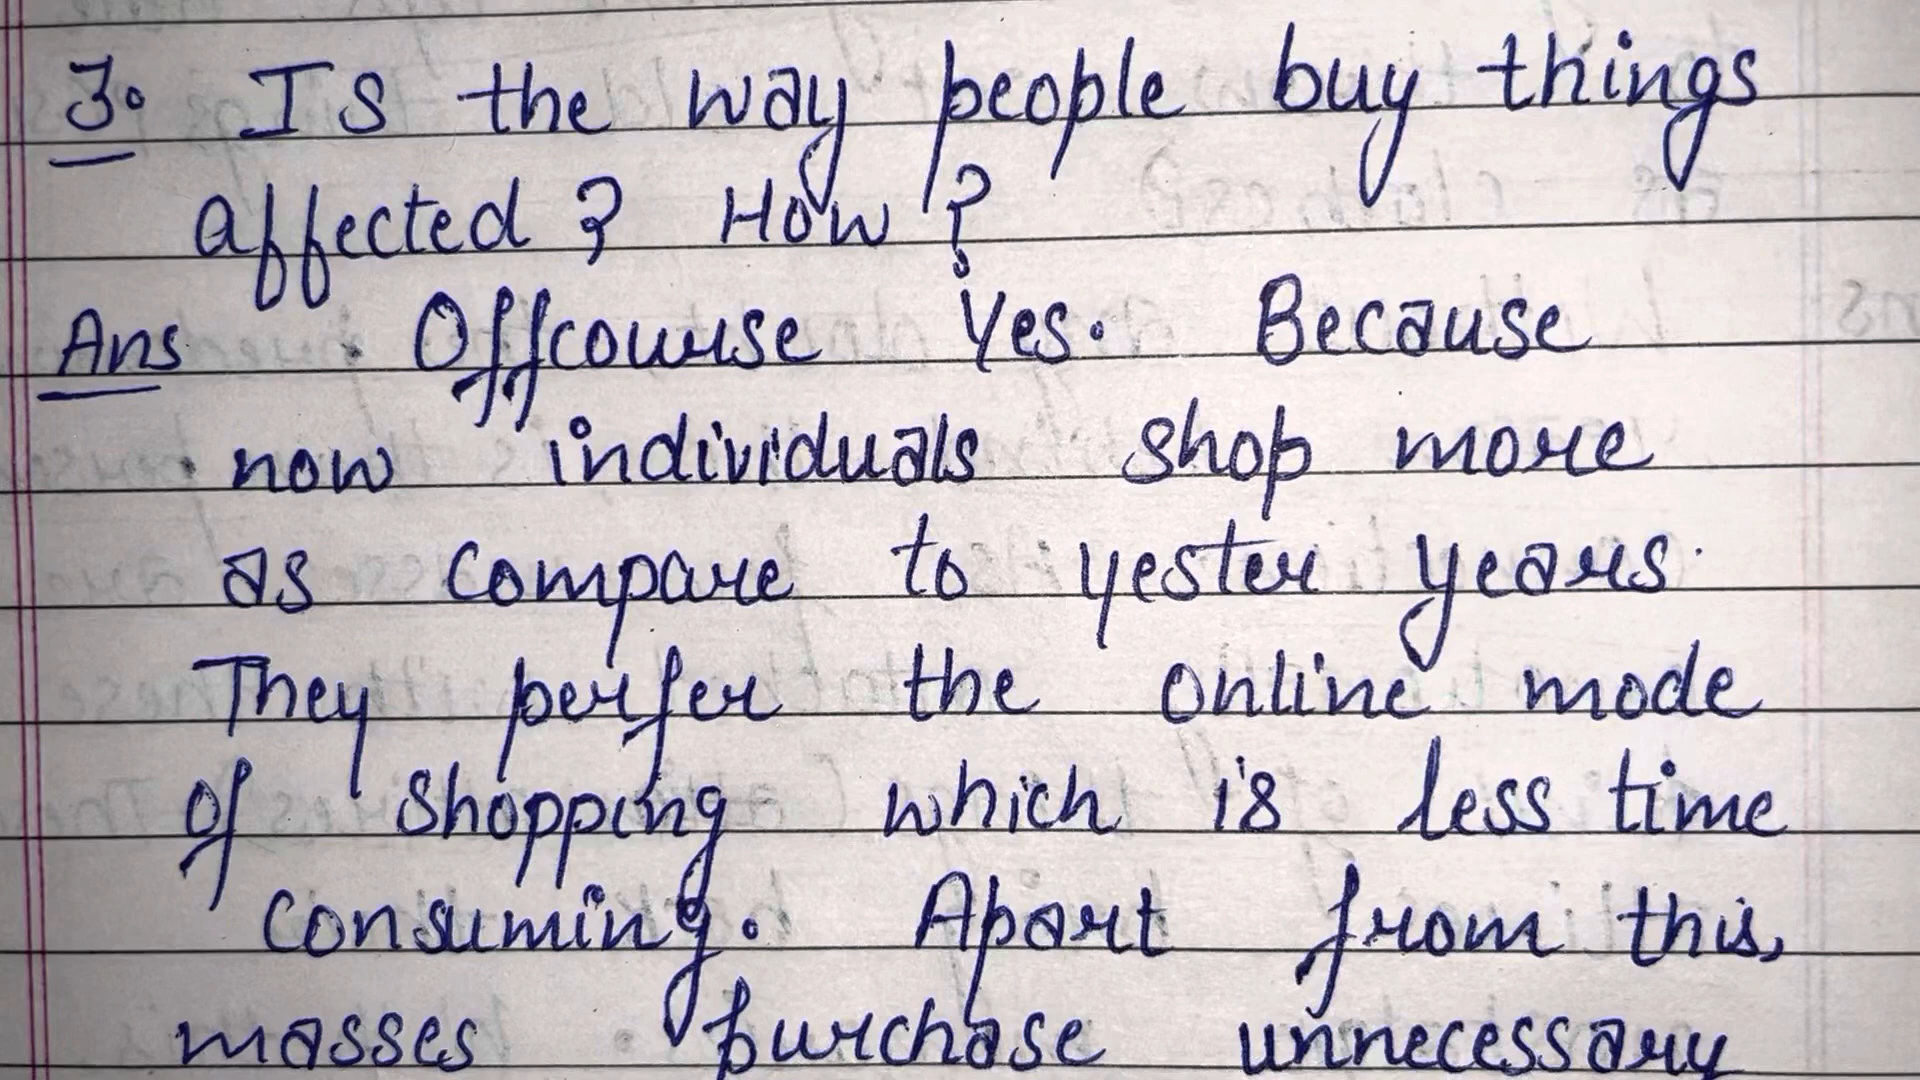 3. Is the way people buy things
affected ? How ?
Ans Offcourse Yes. Because
now individuals shop more
as compare to yester years.
They perfer the online mode
of shopping which is less time
consuming. Apart from this,
masses purchase unnecessary